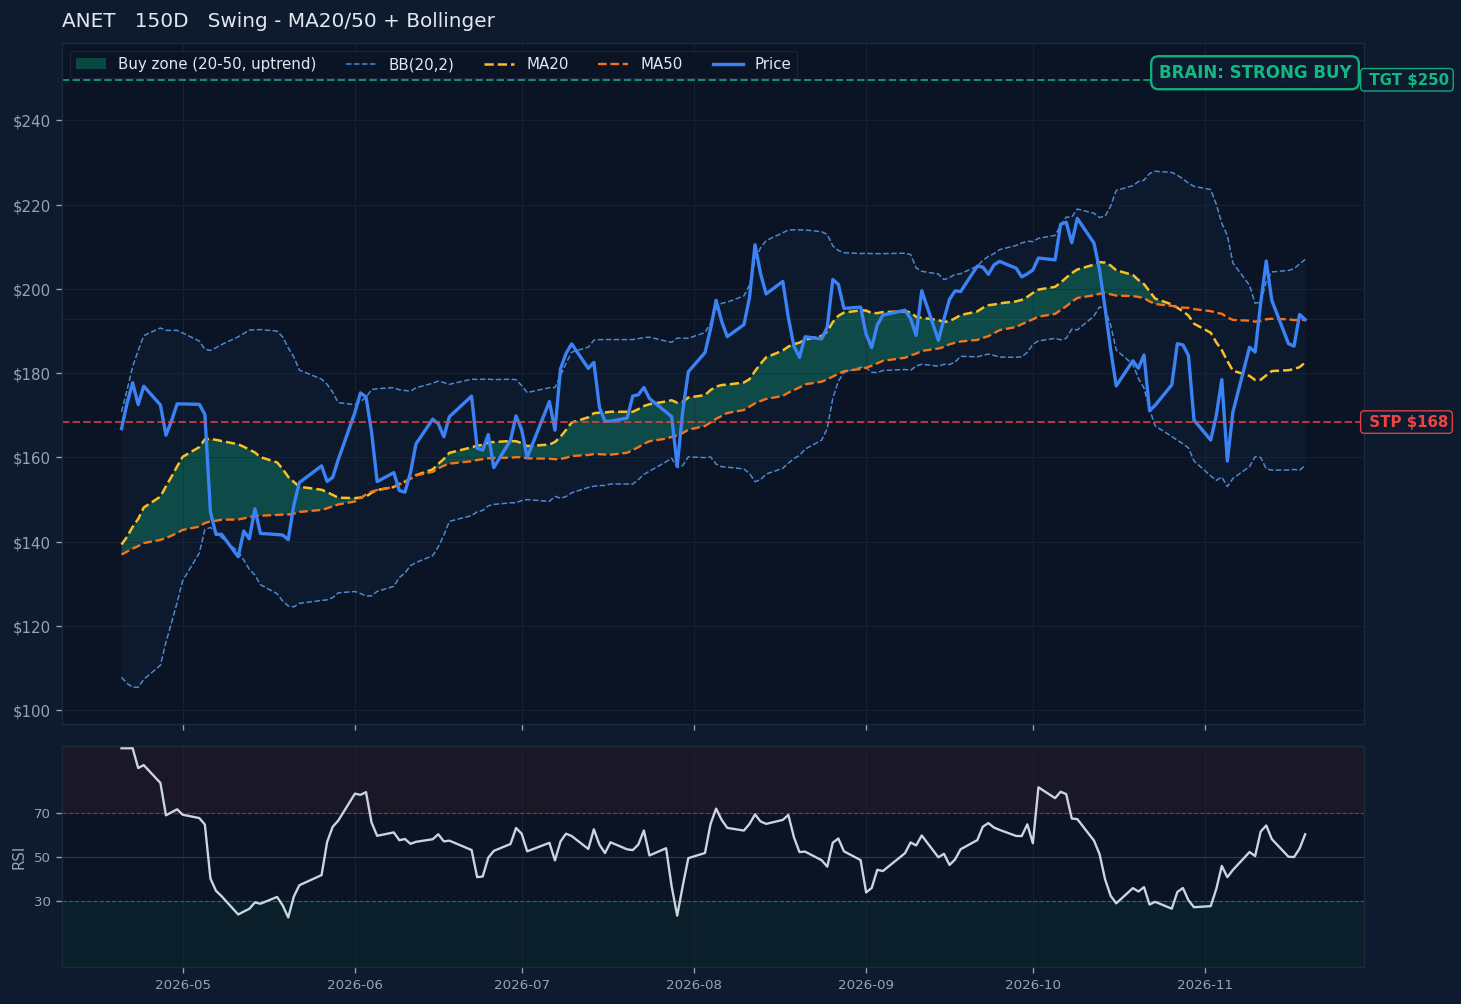 ANET   150D   Swing - MA20/50 + Bollinger
Buy zone (20-50, uptrend)
BB(20,2)
MA20
MA50
Price
BRAIN: STRONG BUY
TGT $250
$240
$220
$200
$180
STP $168
$160
$140
$120
$100
70
50
30
RSI
2026-05
2026-06
2026-07
2026-08
2026-09
2026-10
2026-11